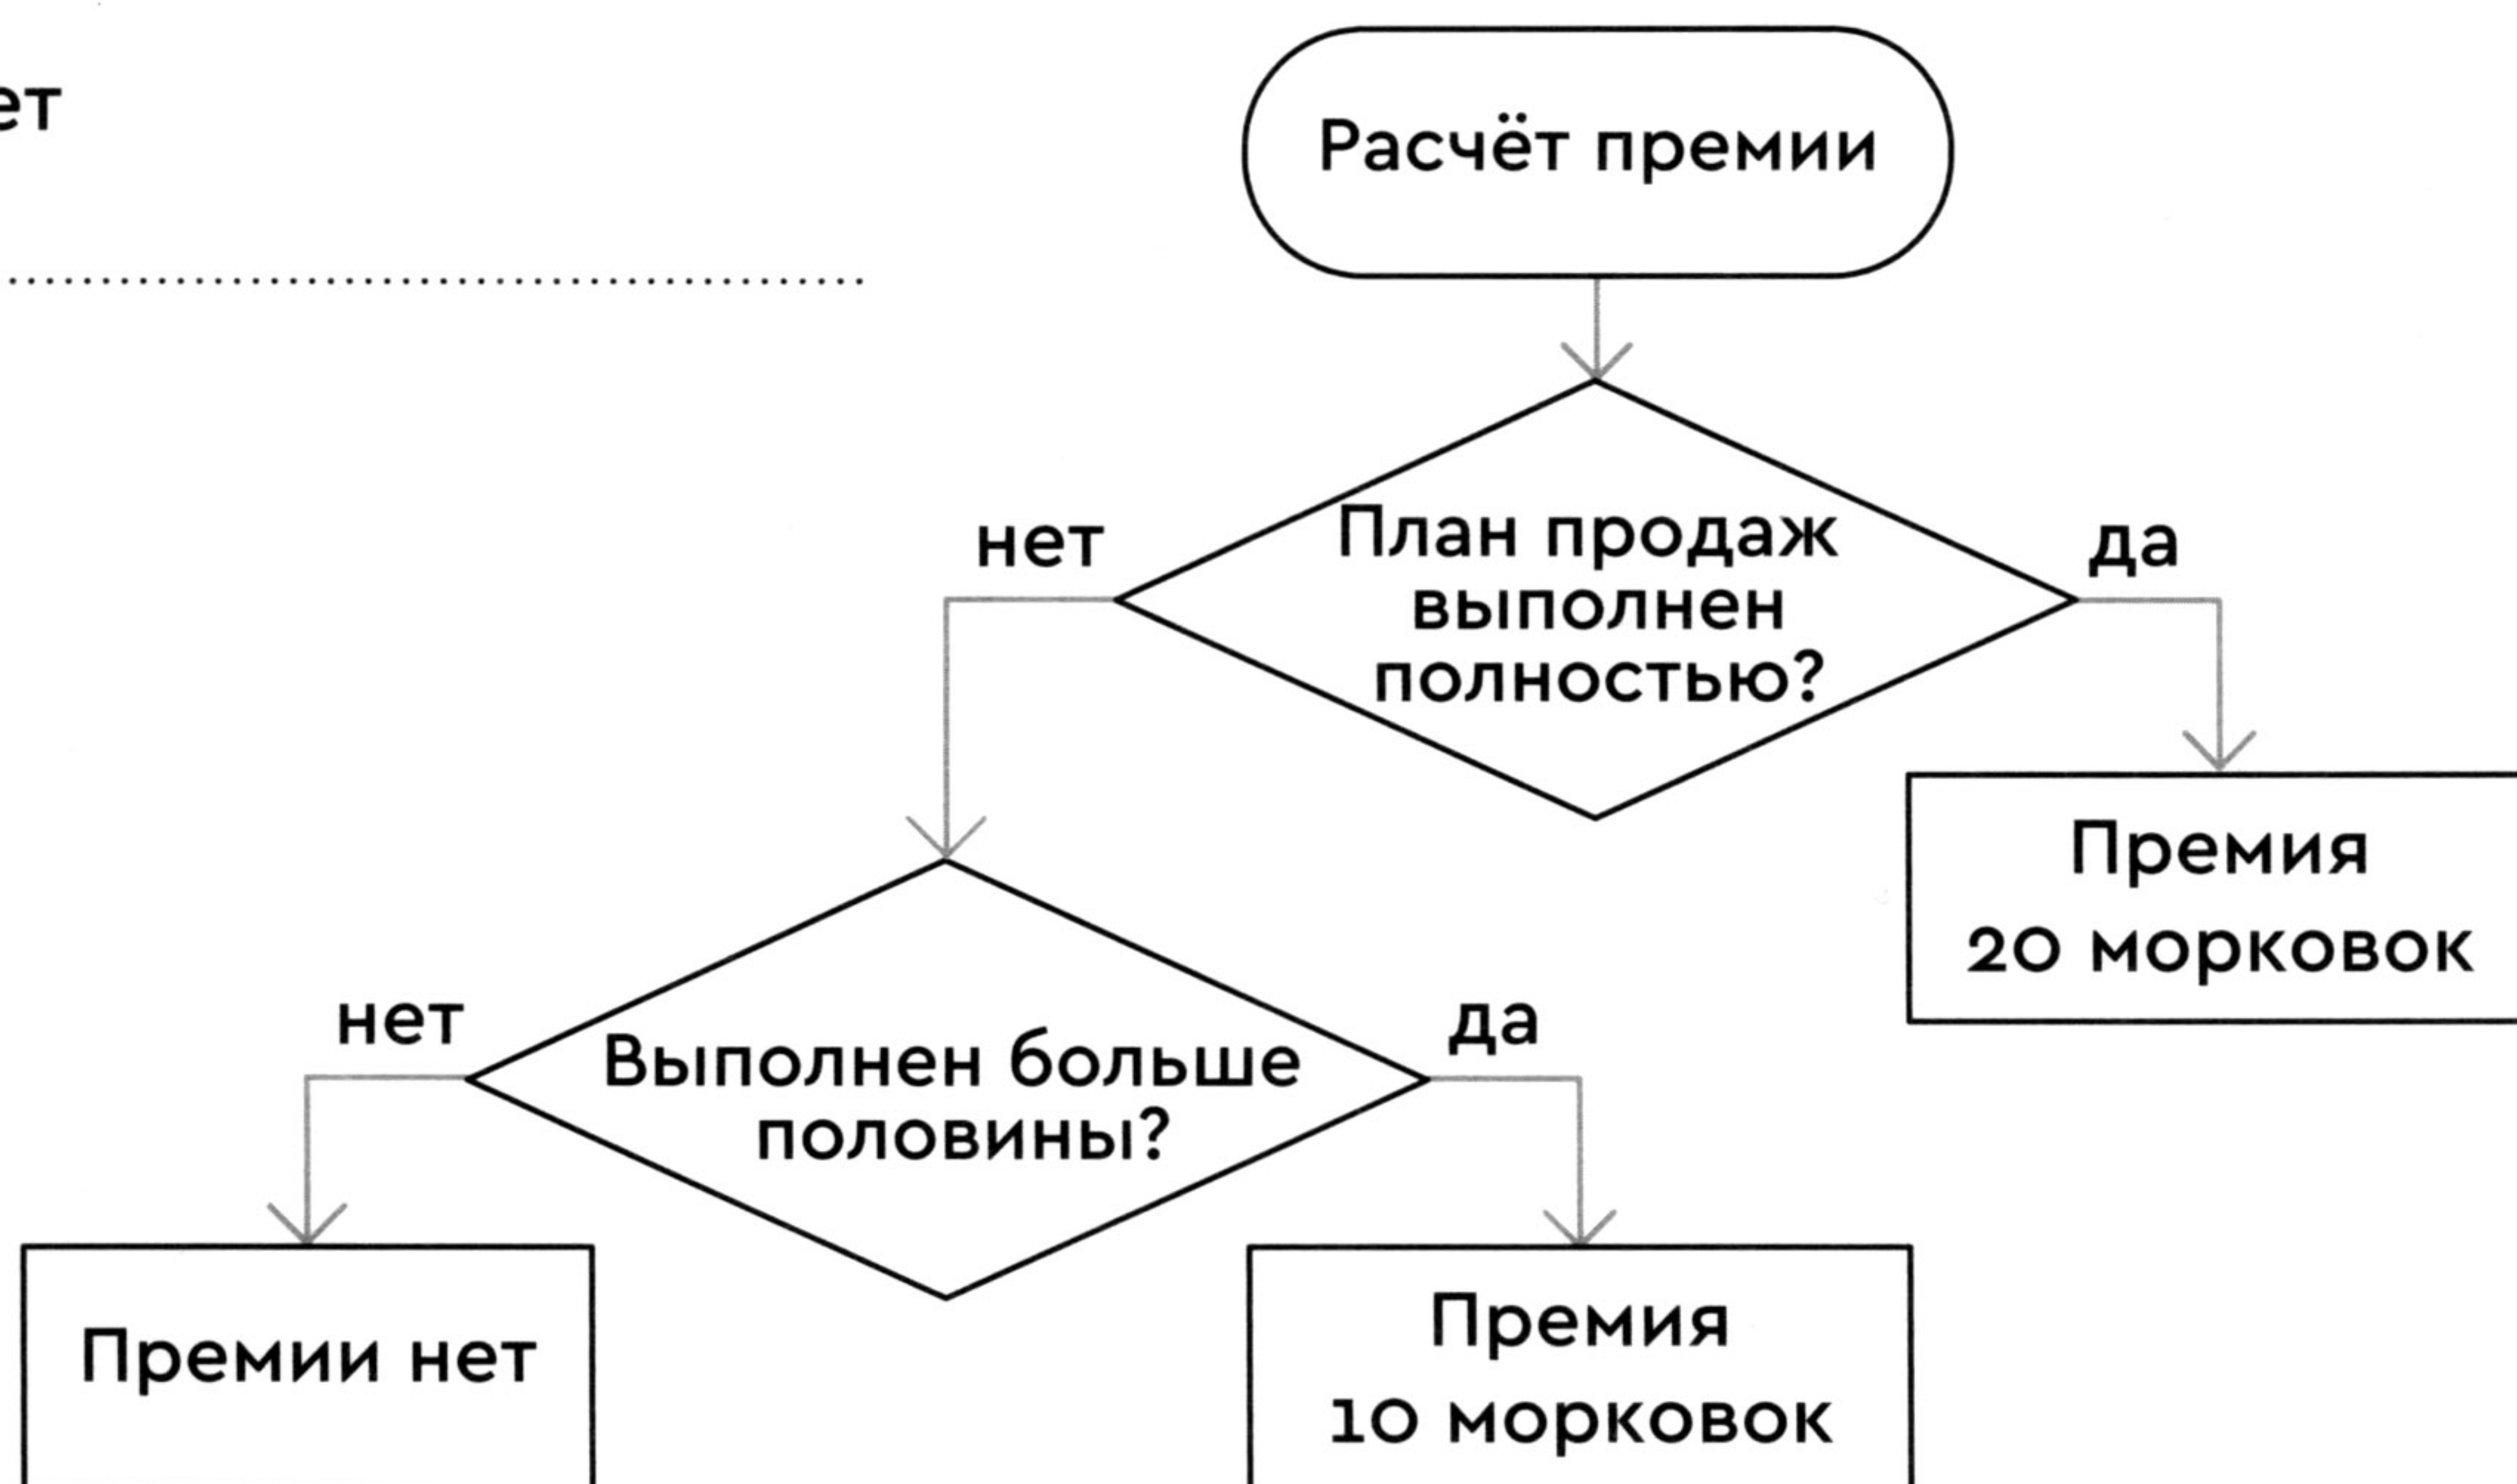 Расчёт премии
План продаж
выполнен
полностью?
нет
да
Премия
20 морковок
Выполнен больше
половины?
нет
да
Премии нет
Премия
10 морковок